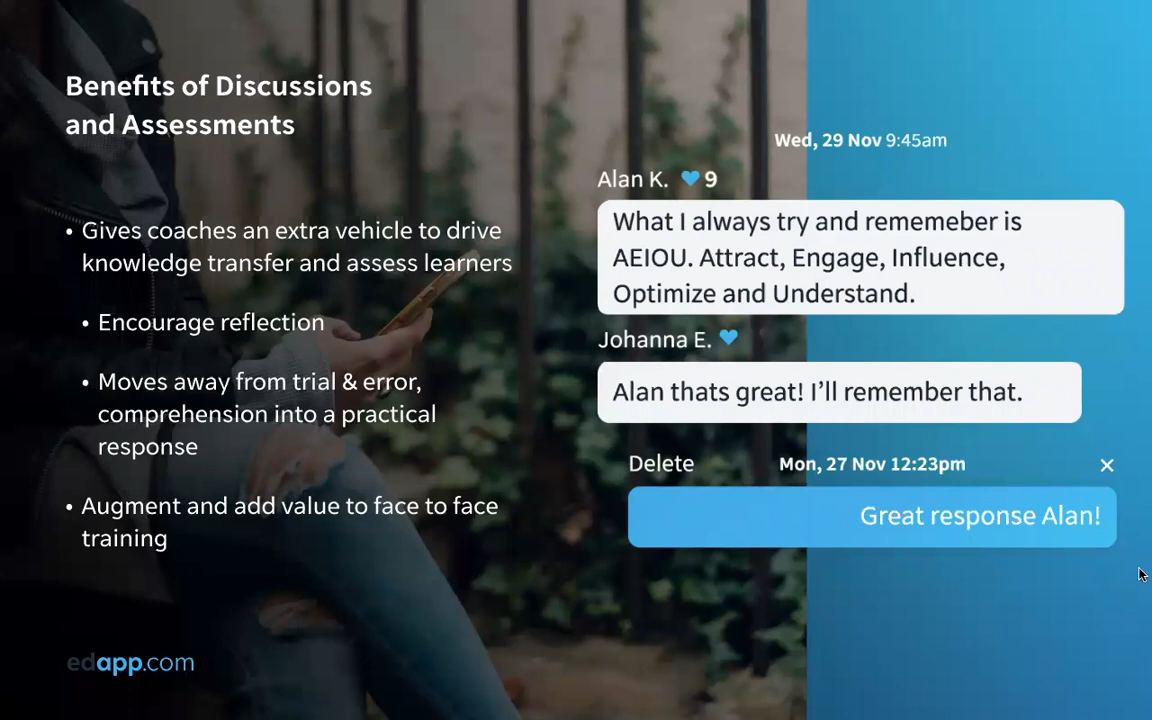 Benefits of Discussions
and Assessments
• Gives coaches an extra vehicle to drive
knowledge transfer and assess learners
• Encourage reflection
• Moves away from trial & error,
comprehension into a practical
response
• Augment and add value to face to face
training
edapp.com
Wed, 29 Nov 9:45am
Alan K. 9
What I always try and rememeber is
AEIOU. Attract, Engage, Influence,
Optimize and Understand.
Johanna E.
Alan thats great! I’ll remember that.
Delete Mon, 27 Nov 12:23pm ×
Great response Alan!